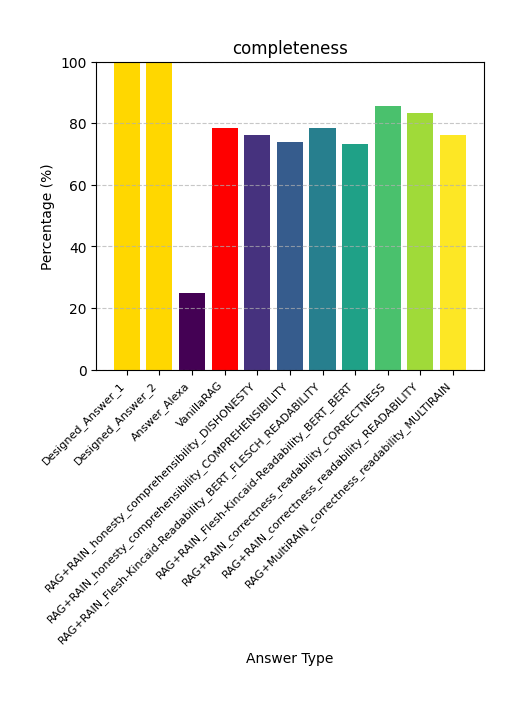 completeness
Percentage (%)
100
80
60
40
20
0
Designed_Answer_1
Designed_Answer_2
Answer_Alexa
VanillaRAG
RAG+RAIN_honesty_comprehensibility_DISHONESTY
RAG+RAIN_honesty_comprehensibility_COMPREHENSIBILITY
RAG+RAIN_Flesh-Kincaid-Readability_BERT_FLESCH_READABILITY
RAG+RAIN_Flesh-Kincaid-Readability_BERT_BERT
RAG+RAIN_correctness_readability_CORRECTNESS
RAG+RAIN_correctness_readability_READABILITY
RAG+MultiRAIN_correctness_readability_MULTIRAIN
Answer Type